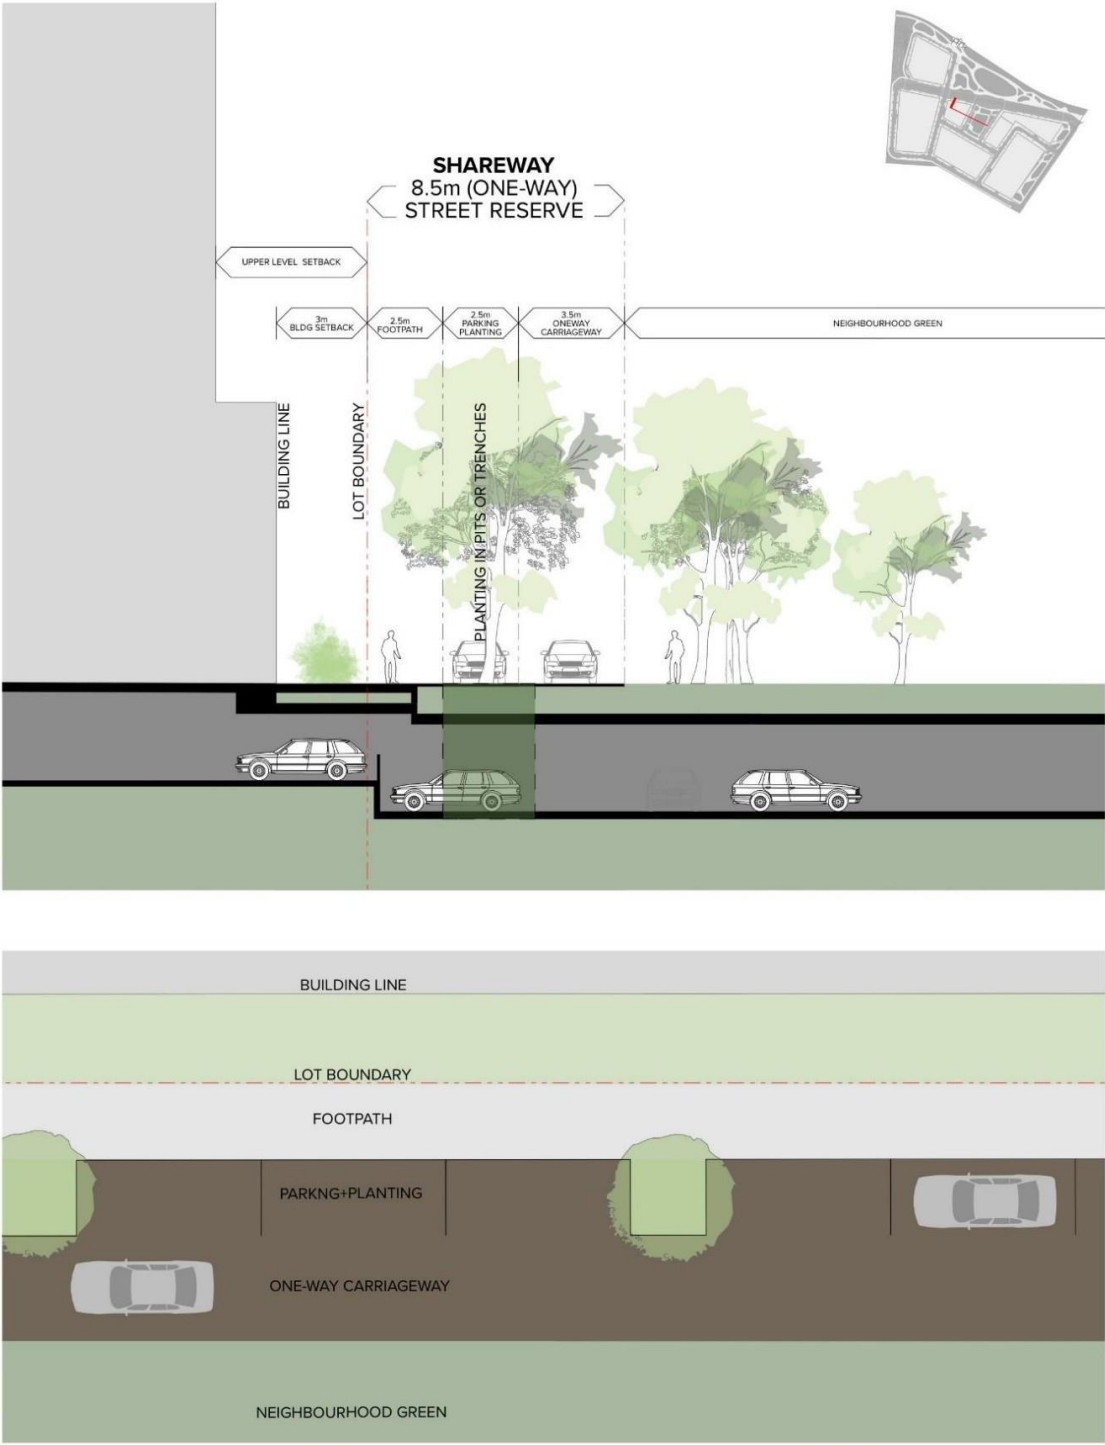 SHAREWAY
8.5m (ONE-WAY)
STREET RESERVE
UPPER LEVEL SETBACK
3m
BLDG SETBACK
2.5m
FOOTPATH
2.5m
PARKING
PLANTING
3.5m
ONEWAY
CARRIAGEWAY
NEIGHBOURHOOD GREEN
BUILDING LINE
LOT BOUNDARY
PLANTING IN PITS OR TRENCHES
BUILDING LINE
LOT BOUNDARY
FOOTPATH
PARKNG+PLANTING
ONE-WAY CARRIAGEWAY
NEIGHBOURHOOD GREEN